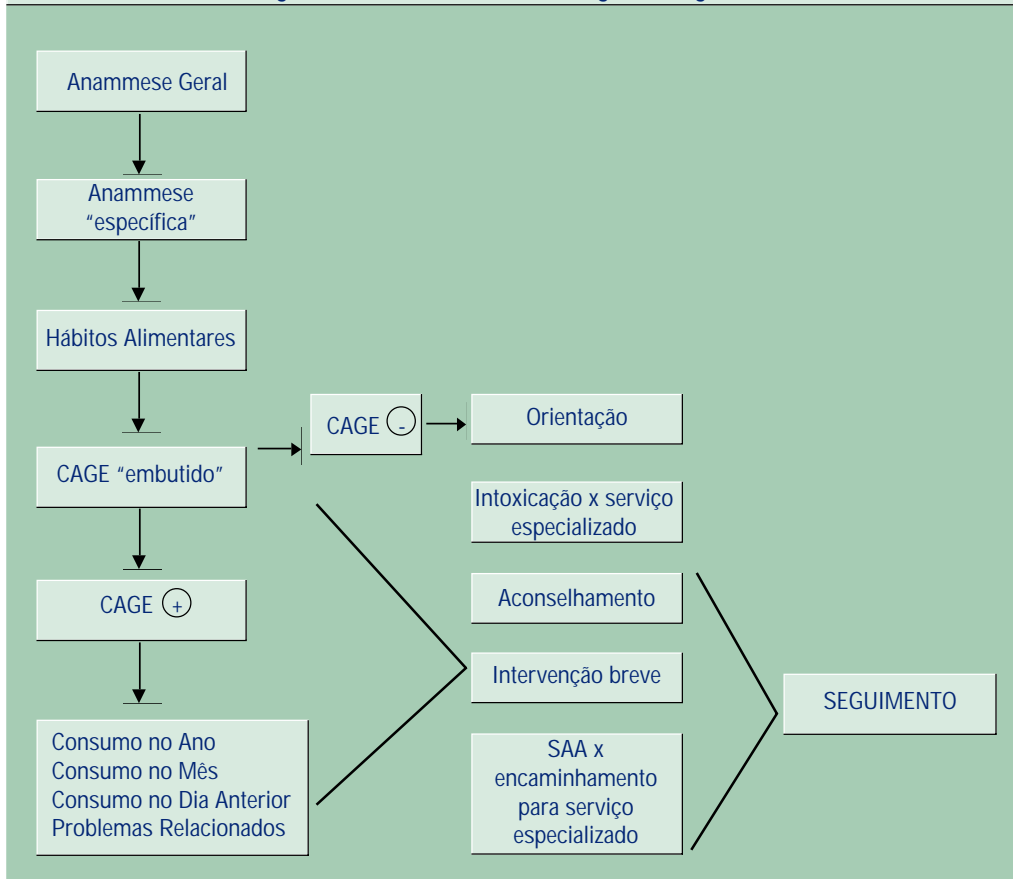 Anammese Geral
Anammese
“específica”
Hábitos Alimentares
CAGE “embutido”
CAGE -
Orientação
CAGE +
Consumo no Ano
Consumo no Mês
Consumo no Dia Anterior
Problemas Relacionados
Intoxicação x serviço
especializado
Aconselhamento
Intervenção breve
SAA x
encaminhamento
para serviço
especializado
SEGUIMENTO